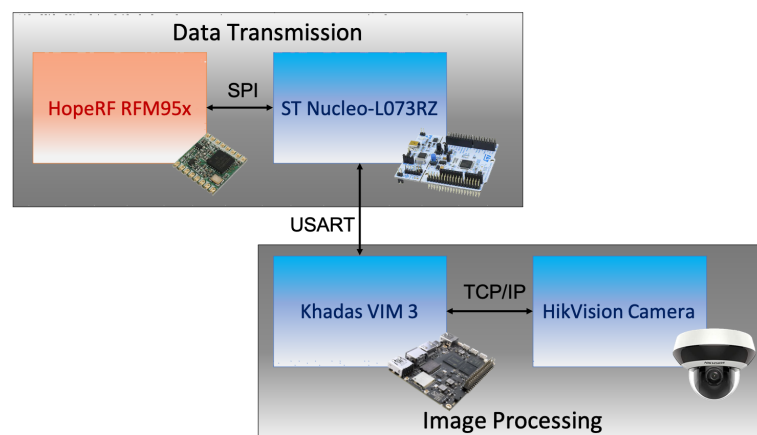 Data Transmission
HopeRF RFM95x
SPI
ST Nucleo-L073RZ
USART
Khadas VIM 3
TCP/IP
HikVision Camera
Image Processing